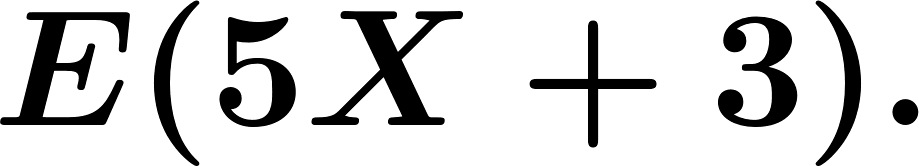 E(5X + 3).